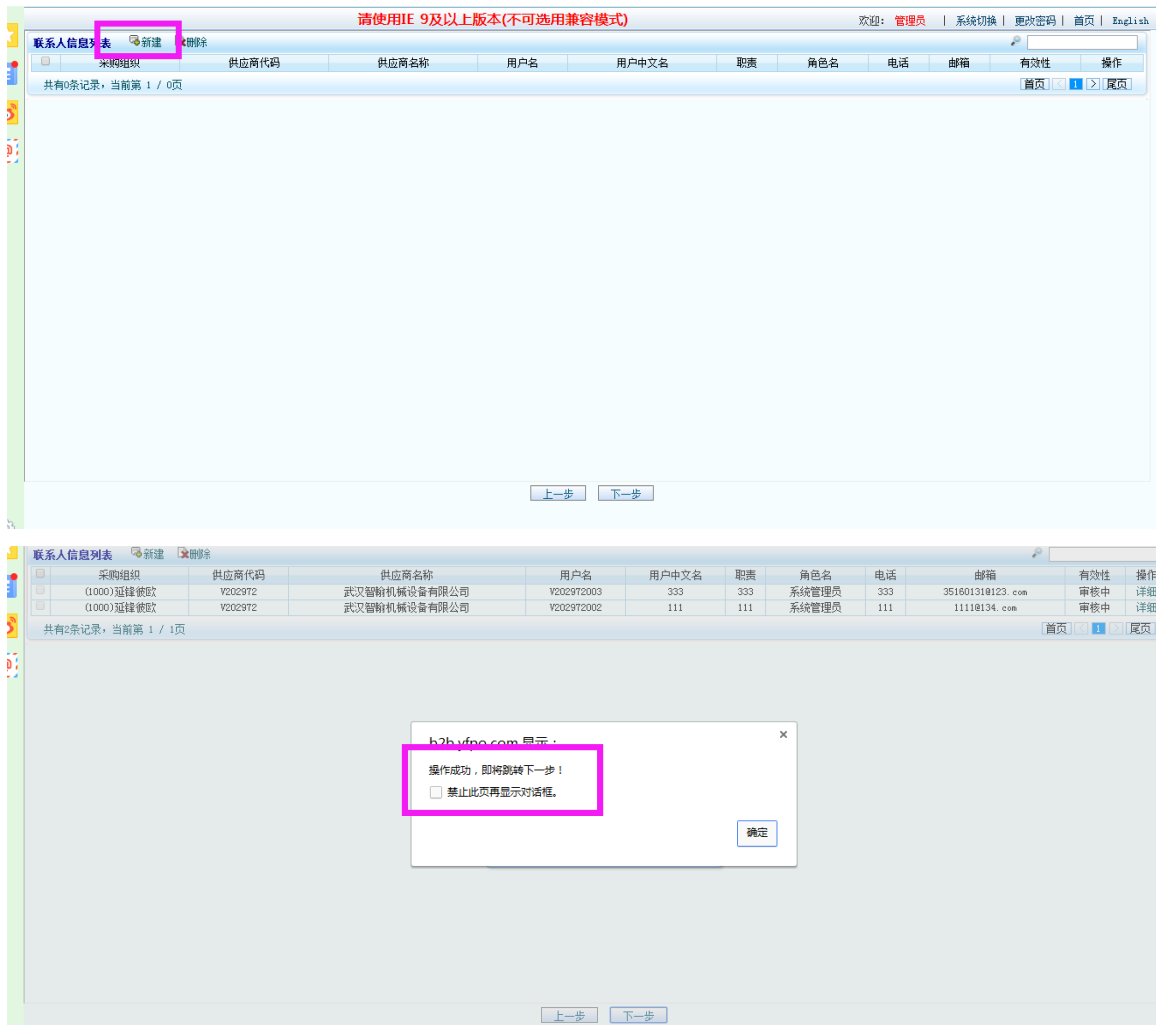 请使用IE 9及以上版本(不可选用兼容模式)
欢迎: 管理员 | 系统切换 | 更改密码 | 首页 | English
联系人信息列表 新建 删除
采购组织 供应商代码 供应商名称 用户名 用户中文名 职责 角色名 电话 邮箱 有效性 操作
共有0条记录，当前第 1 / 0页 首页 < 1 > 尾页
上一步 下一步
联系人信息列表 新建 删除
采购组织 供应商代码 供应商名称 用户名 用户中文名 职责 角色名 电话 邮箱 有效性 操作
(1000)延锋彼欧 V202972 武汉智翰机械设备有限公司 V202972003 333 333 系统管理员 333 35160131@123.com 审核中 详细
(1000)延锋彼欧 V202972 武汉智翰机械设备有限公司 V202972002 111 111 系统管理员 111 111@134.com 审核中 详细
共有2条记录，当前第 1 / 1页 首页 < 1 > 尾页
b2b.yfpo.com 显示：
操作成功，即将跳转下一步！
禁止此页再显示对话框。
确定
上一步 下一步